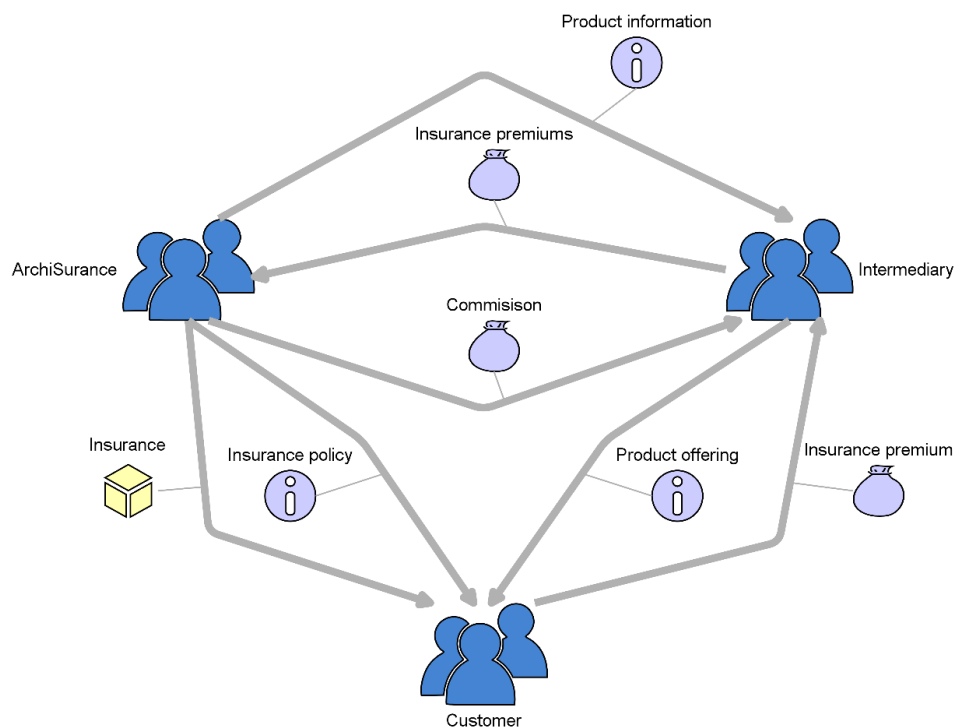 Product information
Insurance premiums
ArchiSurance
Intermediary
Commisison
Insurance
Insurance policy
Product offering
Insurance premium
Customer